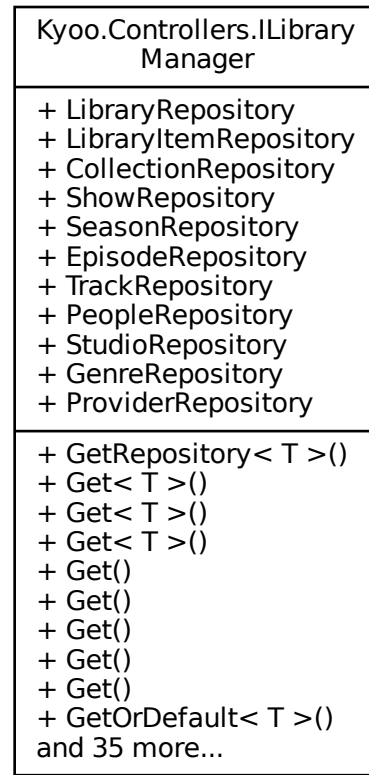 Kyoo.Controllers.ILibrary
Manager
+ LibraryRepository
+ LibraryItemRepository
+ CollectionRepository
+ ShowRepository
+ SeasonRepository
+ EpisodeRepository
+ TrackRepository
+ PeopleRepository
+ StudioRepository
+ GenreRepository
+ ProviderRepository
+ GetRepository< T >()
+ Get< T >()
+ Get< T >()
+ Get< T >()
+ Get()
+ Get()
+ Get()
+ Get()
+ Get()
+ GetOrDefault< T >()
and 35 more...